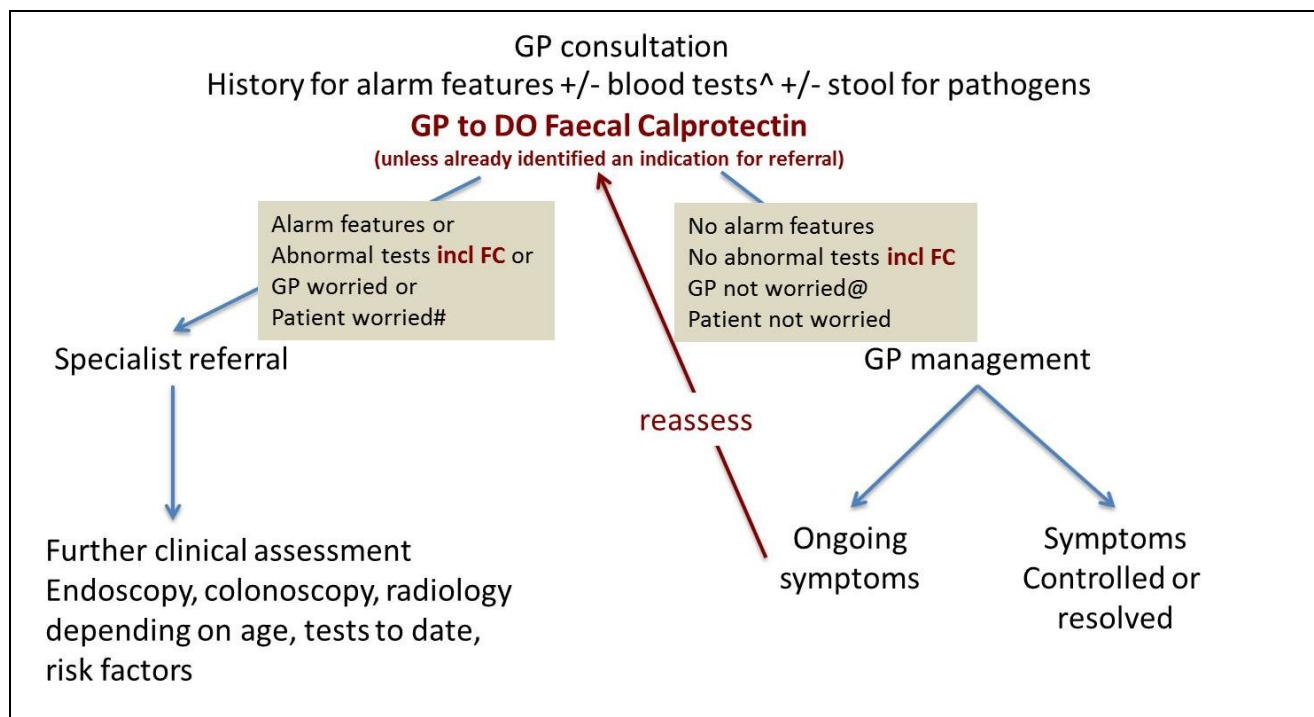 GP consultation
History for alarm features +/- blood tests^ +/- stool for pathogens
GP to DO Faecal Calprotectin
(unless already identified an indication for referral)
Alarm features or
Abnormal tests incl FC or
GP worried or
Patient worried#
No alarm features
No abnormal tests incl FC
GP not worried@
Patient not worried
Specialist referral
GP management
reassess
Further clinical assessment
Endoscopy, colonoscopy, radiology
depending on age, tests to date,
risk factors
Ongoing
symptoms
Symptoms
Controlled or
resolved